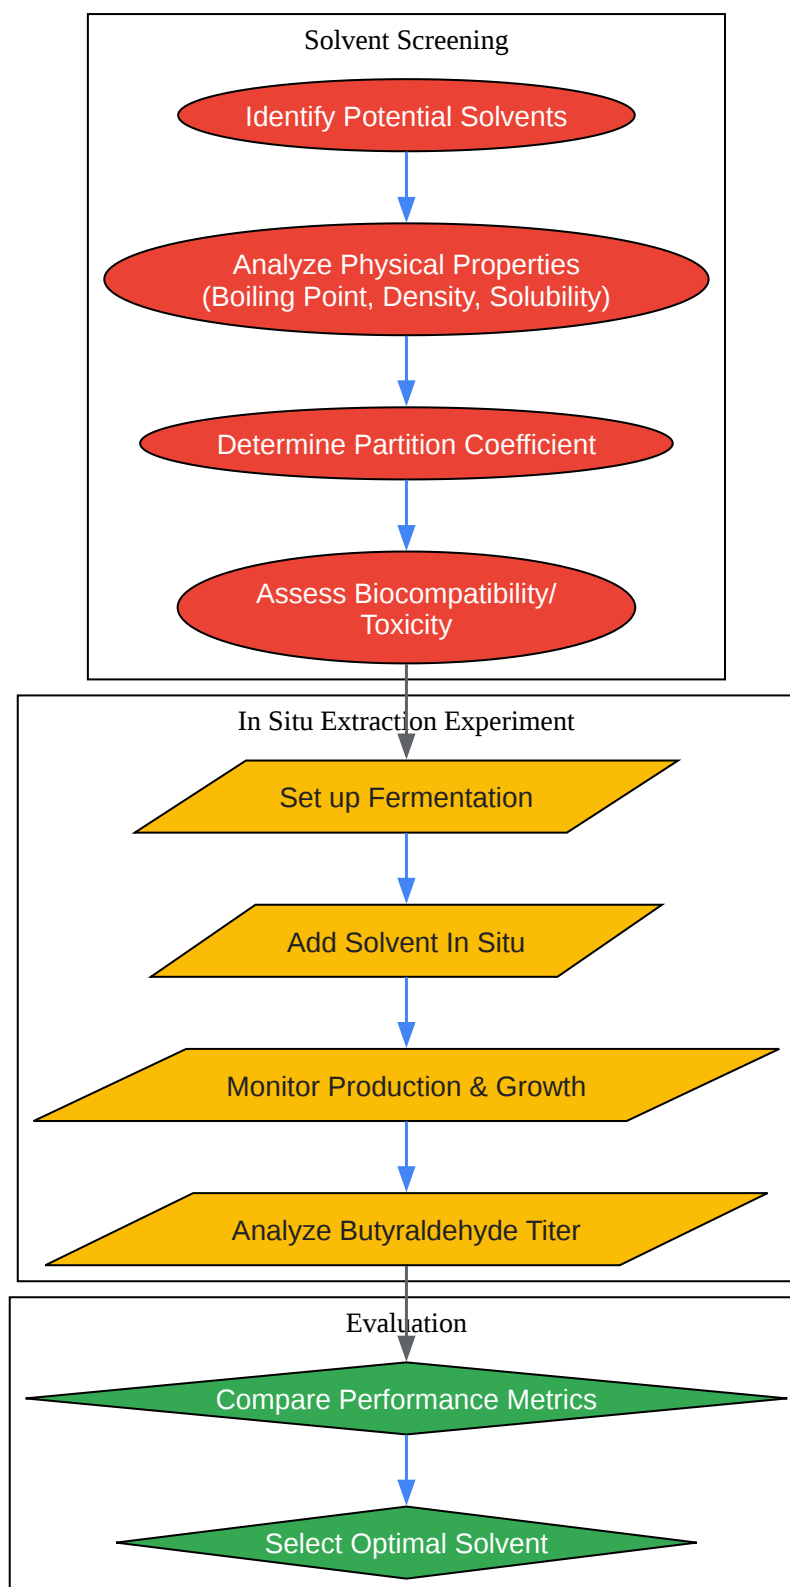 Solvent Screening
Identify Potential Solvents
Analyze Physical Properties
(Boiling Point, Density, Solubility)
Determine Partition Coefficient
Assess Biocompatibility/
Toxicity
In Situ Extraction Experiment
Set up Fermentation
Add Solvent In Situ
Monitor Production & Growth
Analyze Butyraldehyde Titer
Evaluation
Compare Performance Metrics
Select Optimal Solvent